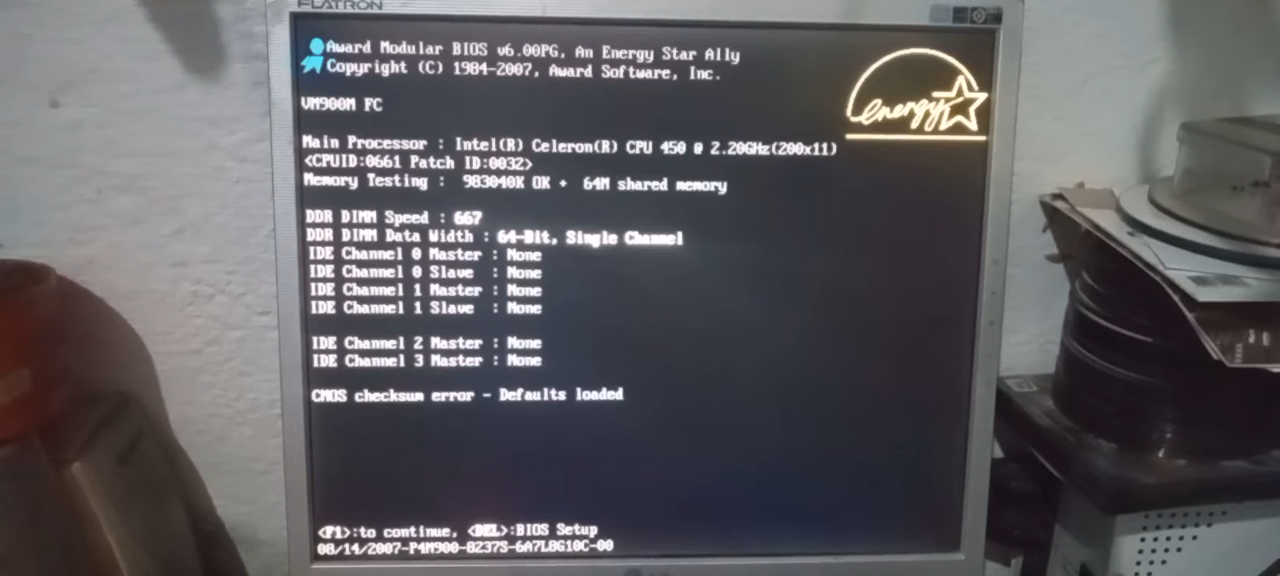 FLATRON
Award Modular BIOS v6.00PG, An Energy Star Ally
Copyright (C) 1984-2007, Award Software, Inc.
energy
VM900M FC
Main Processor : Intel(R) Celeron(R) CPU 450 @ 2.20GHz(200x11)
<CPUID:0661 Patch ID:0032>
Memory Testing :  983040K OK +  64M shared memory
DDR DIMM Speed : 667
DDR DIMM Data Width : 64-Bit, Single Channel
IDE Channel 0 Master : None
IDE Channel 0 Slave  : None
IDE Channel 1 Master : None
IDE Channel 1 Slave  : None
IDE Channel 2 Master : None
IDE Channel 3 Master : None
CMOS checksum error - Defaults loaded
<F1>:to continue, <DEL>:BIOS Setup
08/14/2007-P4M900-8237S-6A7L8G10C-00